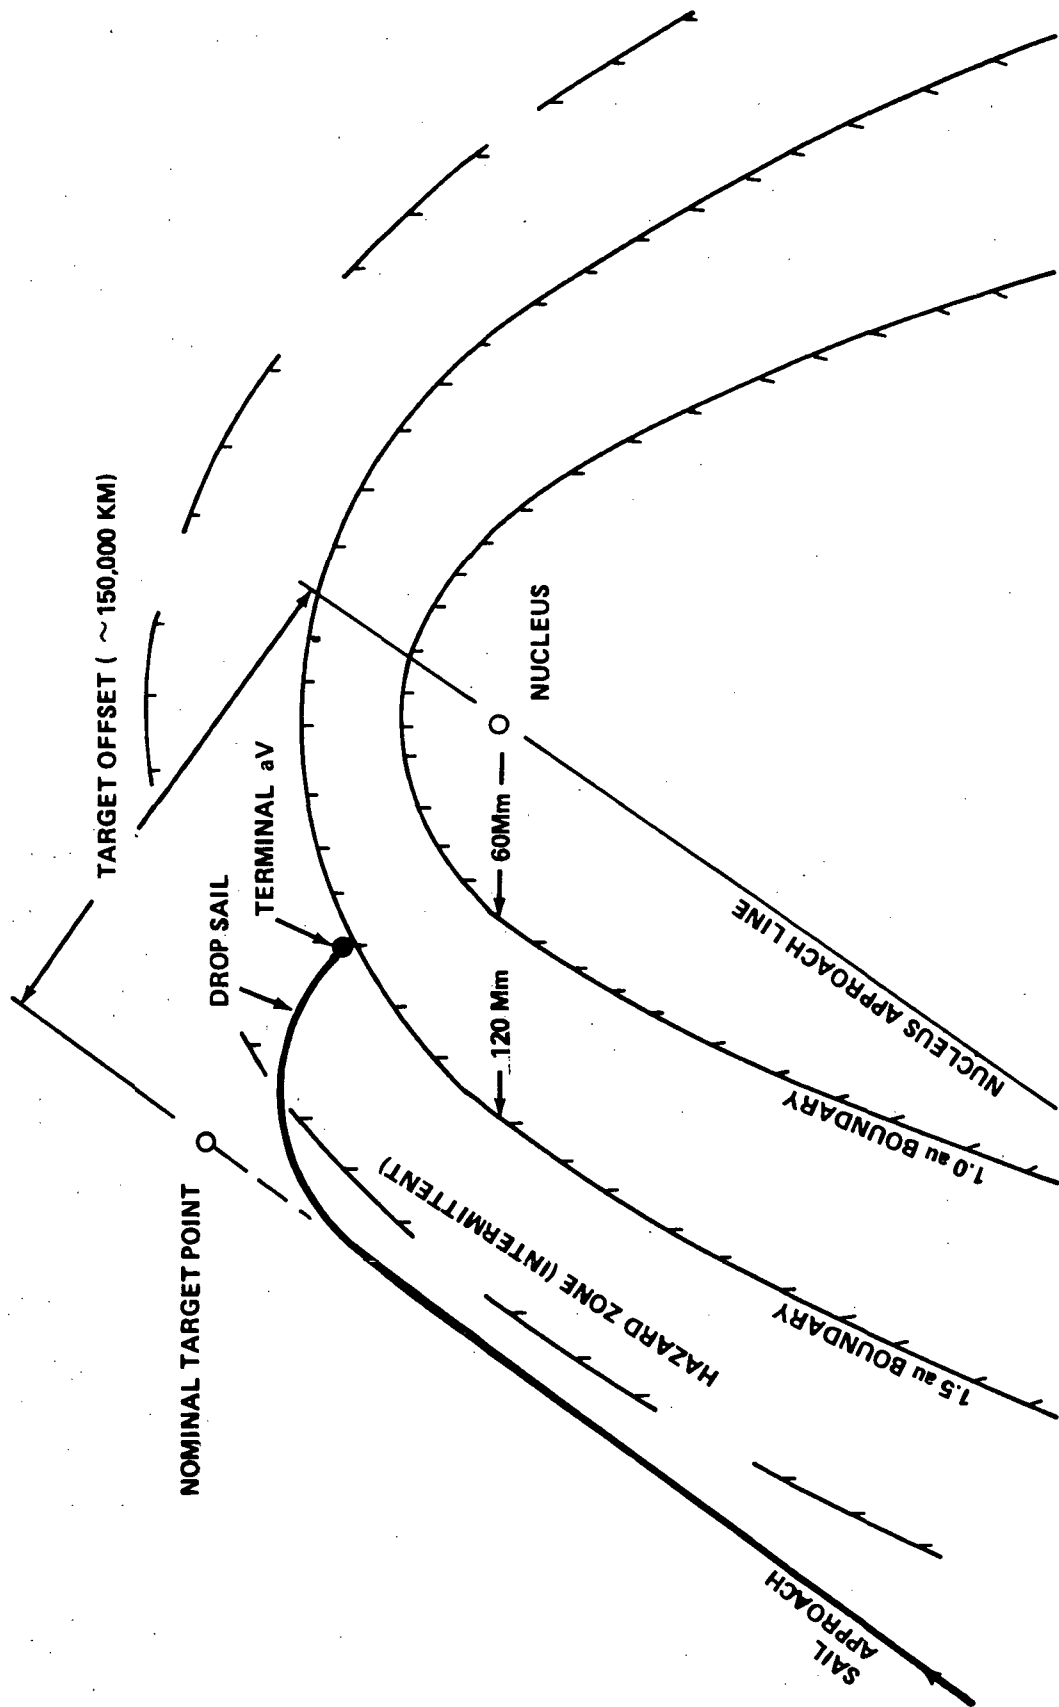 TARGET OFFSET ( ~150,000 KM)
NOMINAL TARGET POINT
DROP SAIL
TERMINAL aV
NUCLEUS
120 Mm
60Mm
HAZARD ZONE (INTERMITTENT)
SAIL
APPROACH
1.5 au BOUNDARY
1.0 au BOUNDARY
NUCLEUS APPROACH LINE